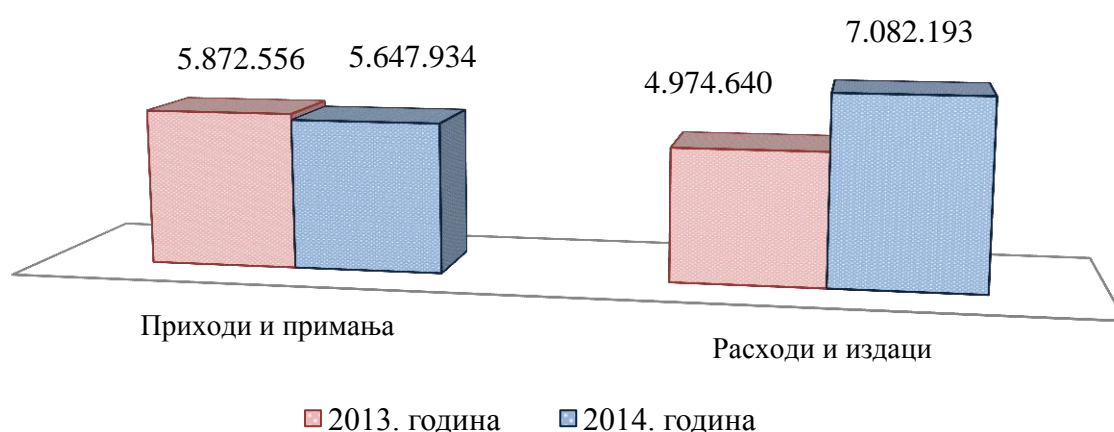 7.082.193
5.872.556 5.647.934
4.974.640
Приходи и примања
Расходи и издаци
2013. година 2014. година